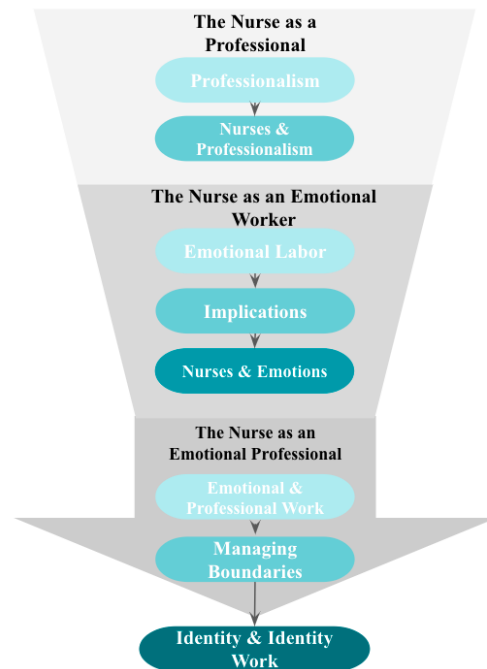 The Nurse as a
Professional
Professionalism
Nurses &
Professionalism
The Nurse as an Emotional
Worker
Emotional Labor
Implications
Nurses & Emotions
The Nurse as an
Emotional Professional
Emotional &
Professional Work
Managing
Boundaries
Identity & Identity
Work